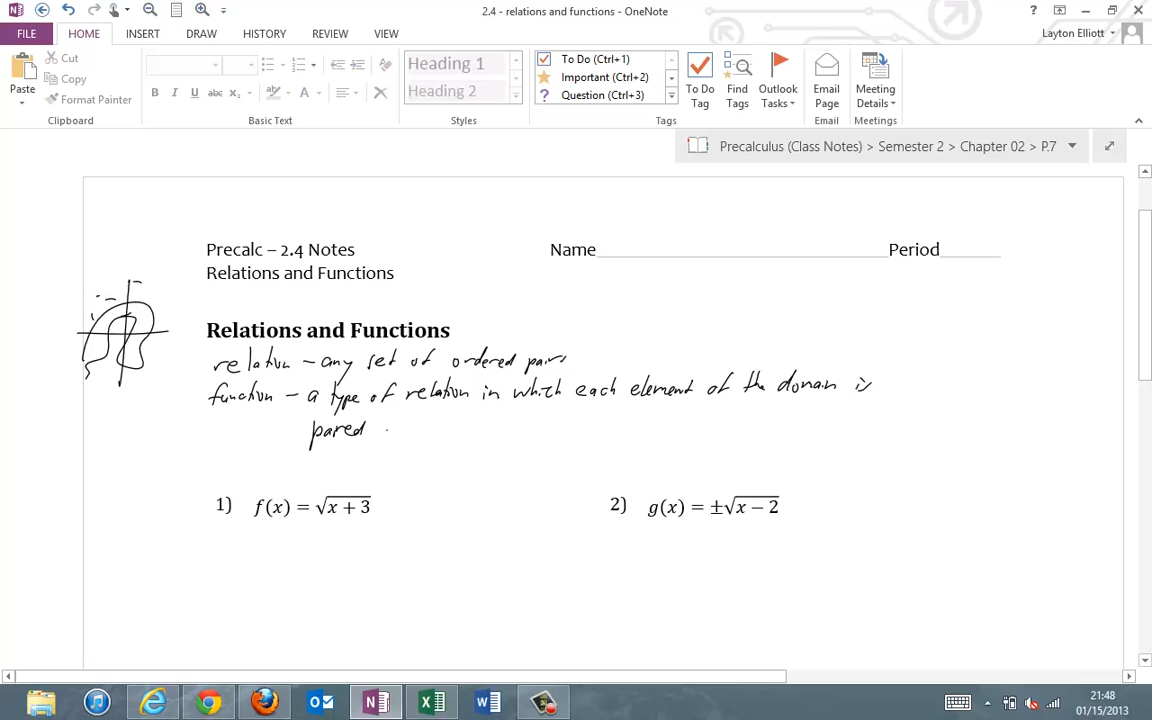 2.4 - relations and functions - OneNote
FILE HOME INSERT DRAW HISTORY REVIEW VIEW
Layton Elliott
Paste
Cut
Copy
Format Painter
Clipboard
B I U abc x₂ A
Basic Text
Heading 1
Heading 2
Styles
To Do (Ctrl+1)
Important (Ctrl+2)
Question (Ctrl+3)
To Do Tag
Find Tags
Outlook Tasks
Tags
Email Page
Email
Meeting Details
Meetings
Precalculus (Class Notes) > Semester 2 > Chapter 02 > P.7
Precalc – 2.4 Notes Name Period
Relations and Functions
Relations and Functions
relation – any set of ordered pairs
function – a type of relation in which each element of the domain is
pared
1) f(x) = √(x + 3) 2) g(x) = ±√(x − 2)
21:48
01/15/2013